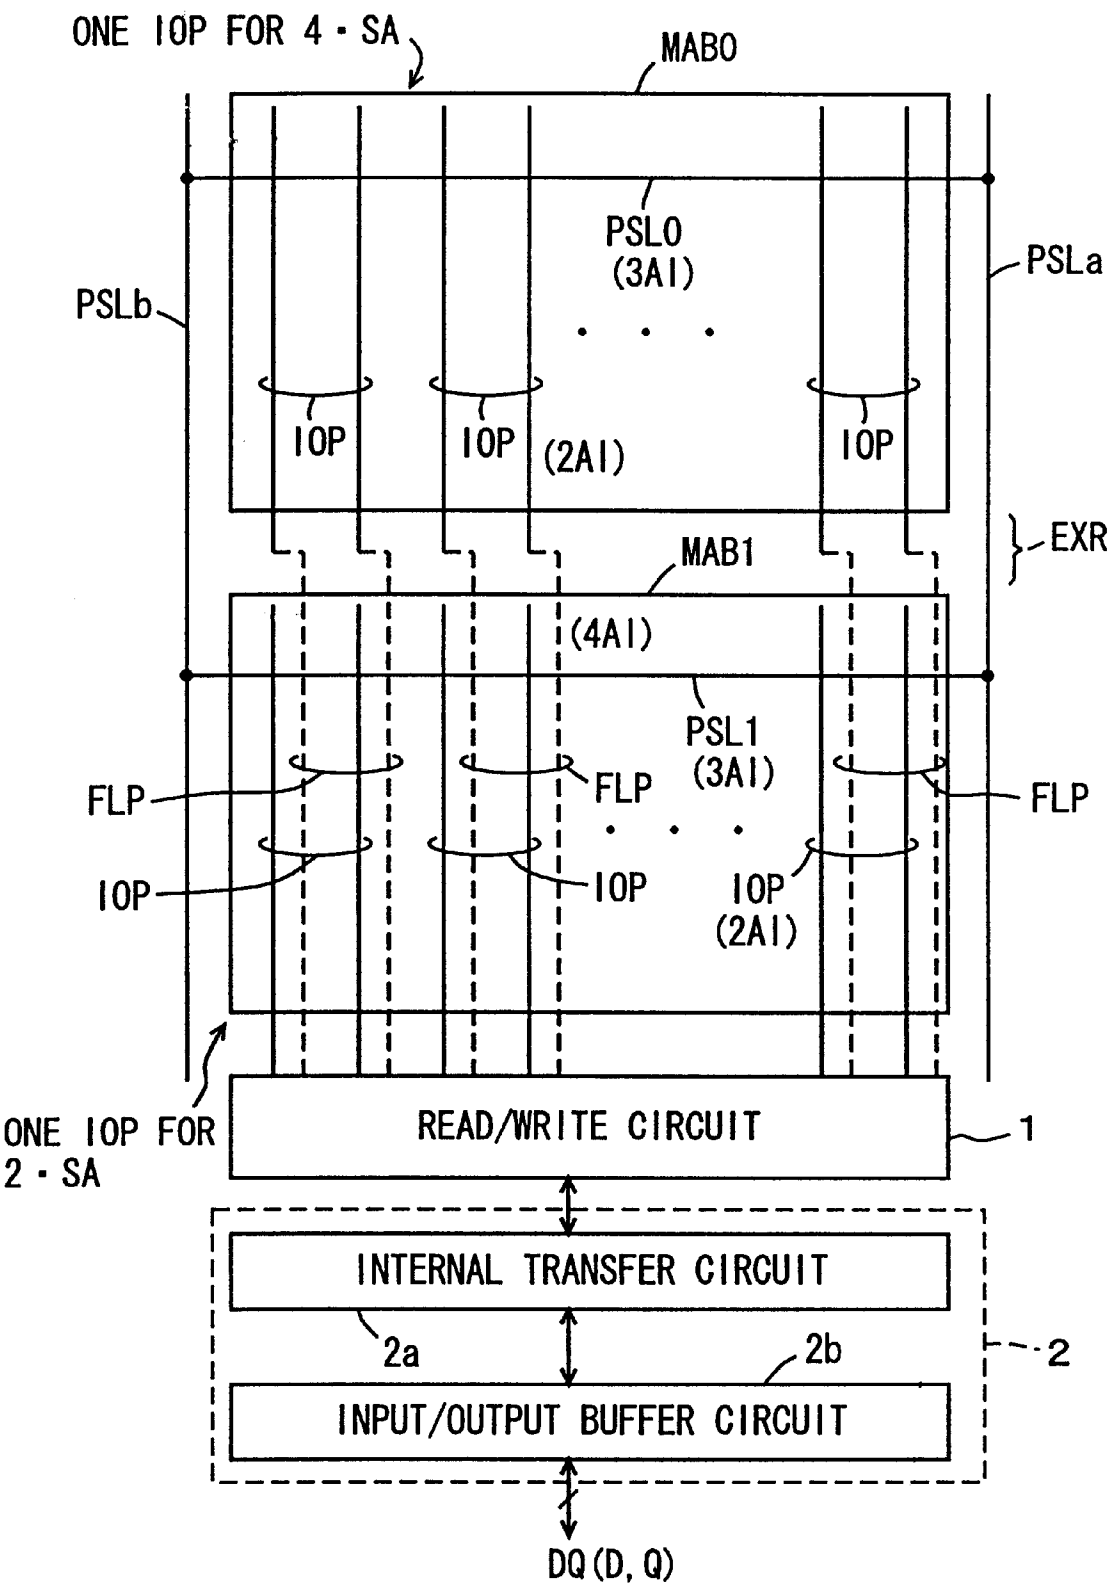 ONE IOP FOR 4・SA
MAB0
PSL0
(3Al)
PSLa
PSLb
IOP
IOP
(2Al)
IOP
EXR
MAB1
(4Al)
PSL1
(3Al)
FLP
FLP
FLP
IOP
IOP
IOP
(2Al)
ONE IOP FOR
2・SA
READ/WRITE CIRCUIT
1
INTERNAL TRANSFER CIRCUIT
2a
2b
2
INPUT/OUTPUT BUFFER CIRCUIT
DQ(D,Q)